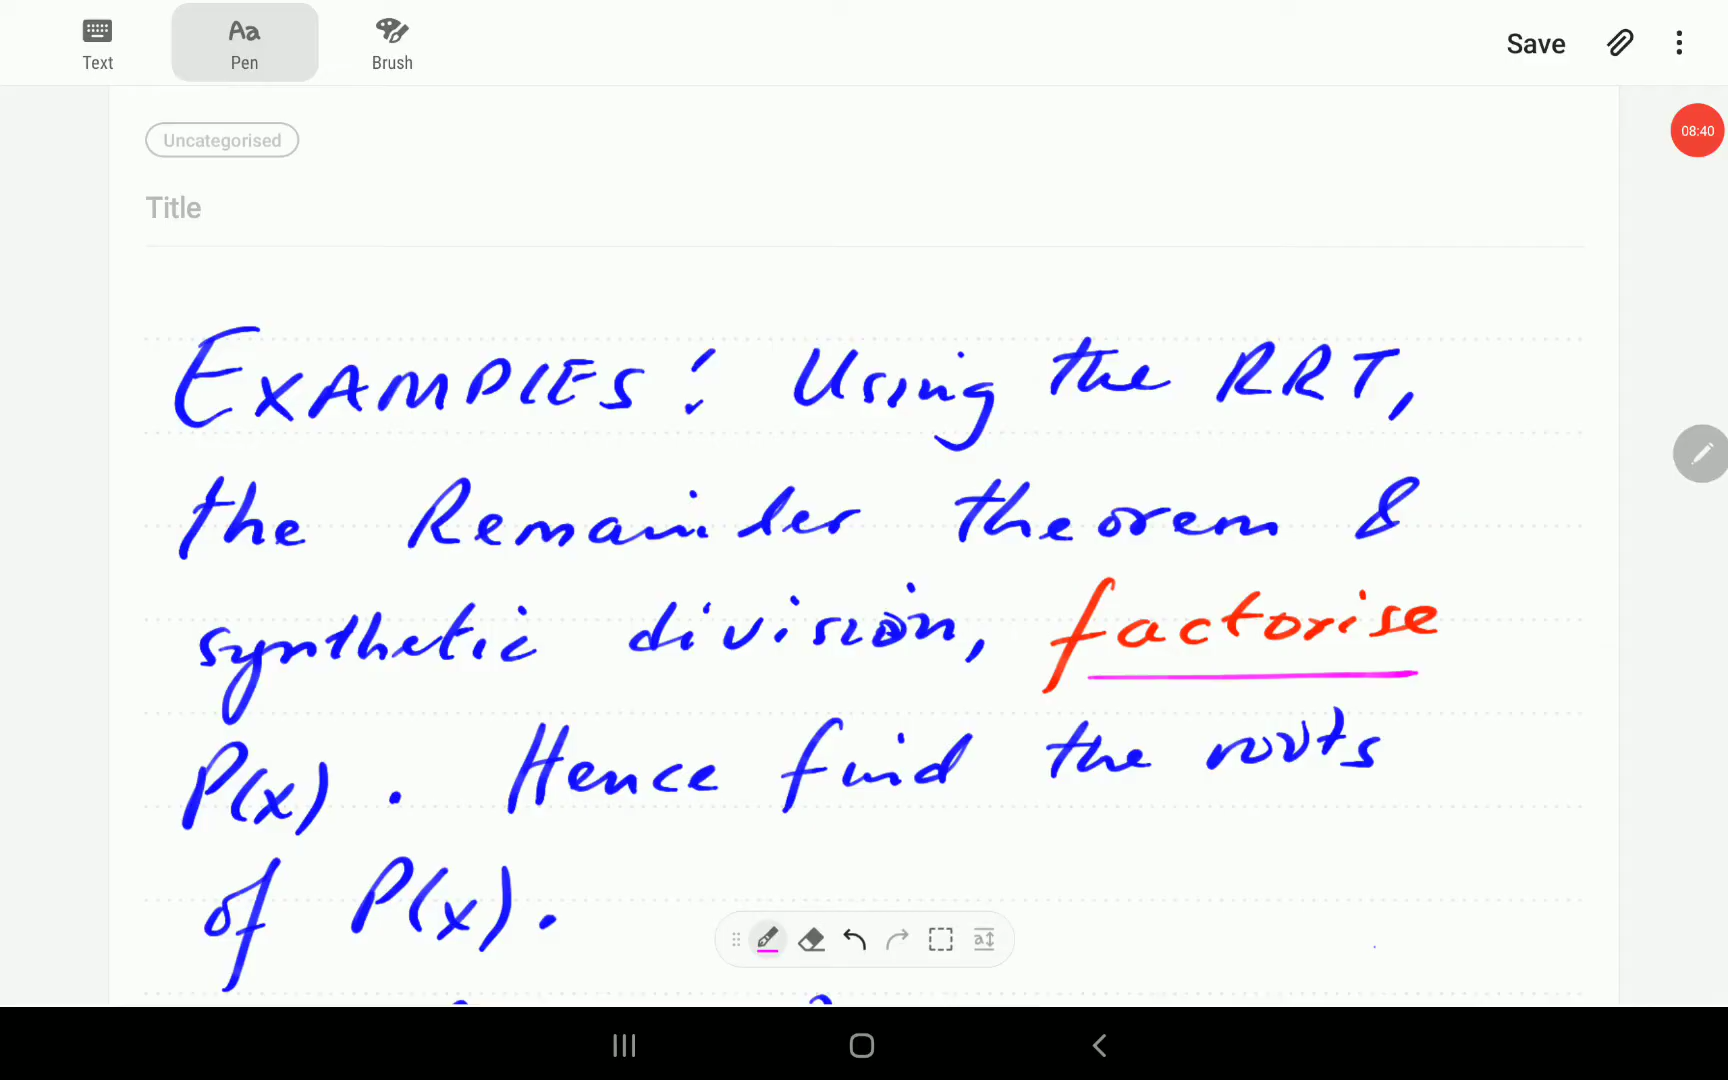 Text
Aa
Pen
Brush
Save
08:40
Uncategorised
Title
EXAMPLES: Using the RRT,
the Remainder theorem &
synthetic division, factorise
P(x). Hence find the roots
of P(x).